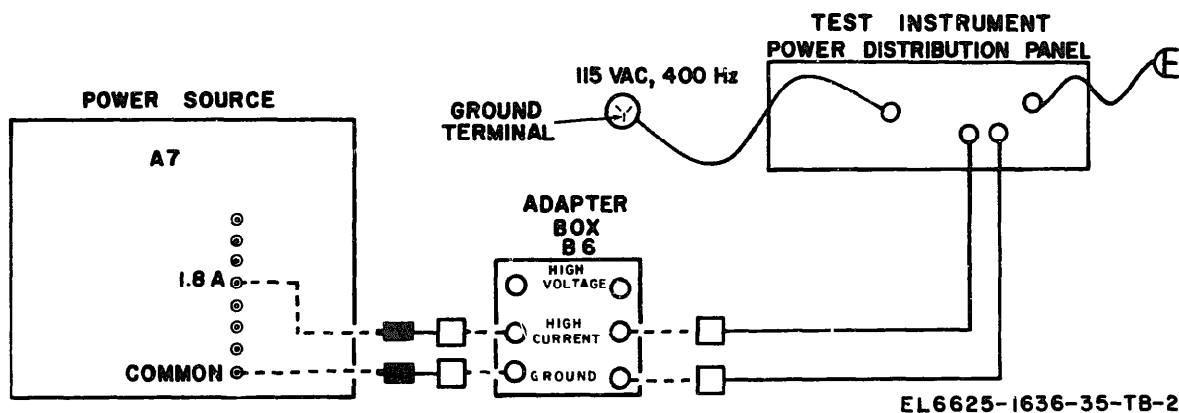 TEST INSTRUMENT
POWER DISTRIBUTION PANEL
115 VAC, 400 Hz
GROUND
TERMINAL
POWER SOURCE
A7
1.8 A
COMMON
ADAPTER
BOX
B6
HIGH
VOLTAGE
HIGH
CURRENT
GROUND
EL6625-1636-35-TB-2